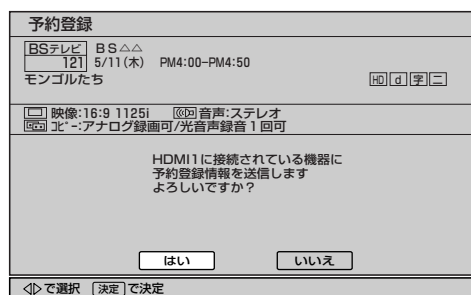 予約登録
BSテレビ BS△△
121 5/11(木) PM4:00-PM4:50
モンゴルたち HD d 字 二
映像:16:9 1125i 音声:ステレオ
コピー:アナログ録画可/光音声録音1回可
HDMI1に接続されている機器に
予約登録情報を送信します
よろしいですか?
はい いいえ
で選択 決定で決定